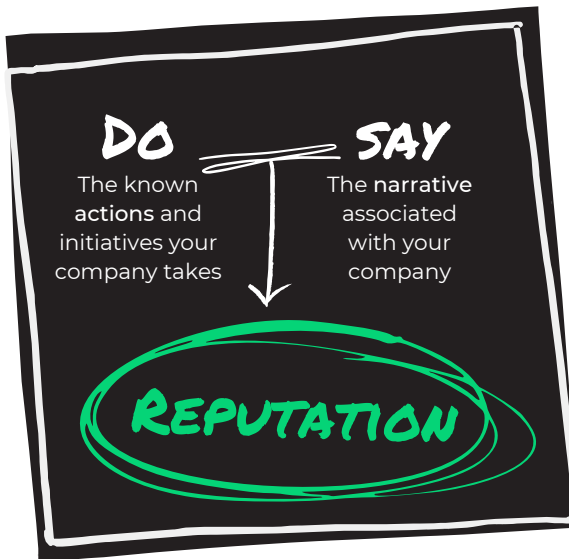 DO
The known
actions and
initiatives your
company takes
SAY
The narrative
associated
with your
company
REPUTATION